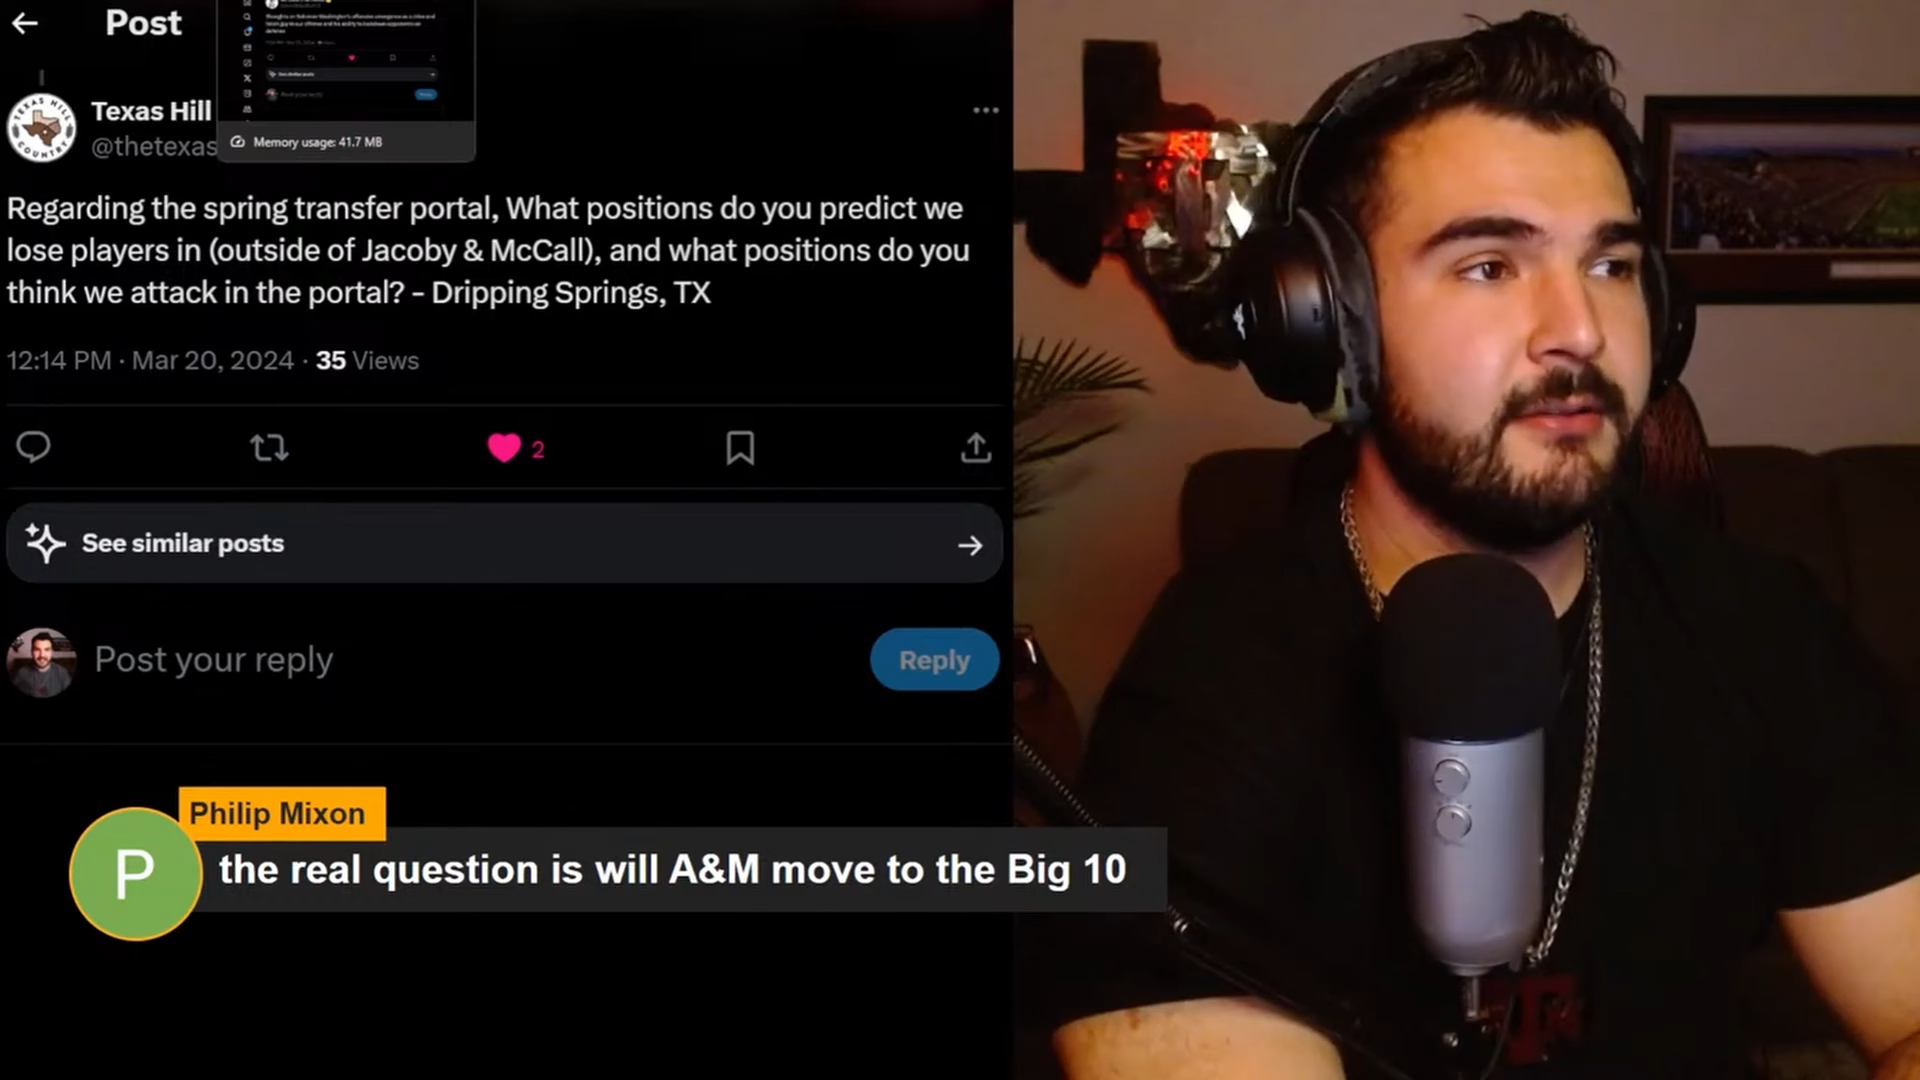 Post
Texas Hill
@thetexas
Memory usage: 41.7 MB
TEXAS HILL
COUNTRY
Regarding the spring transfer portal, What positions do you predict we
lose players in (outside of Jacoby & McCall), and what positions do you
think we attack in the portal? – Dripping Springs, TX
12:14 PM · Mar 20, 2024 · 35 Views
2
See similar posts
Post your reply
Reply
Philip Mixon
P
the real question is will A&M move to the Big 10